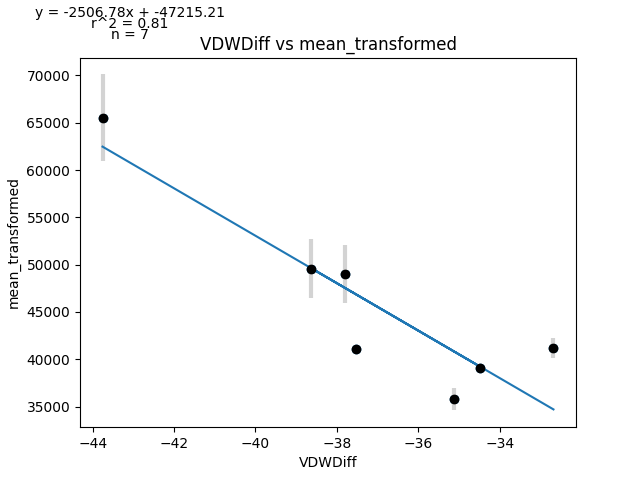 y = -2506.78x + -47215.21
r^2 = 0.81
n = 7
VDWDiff vs mean_transformed
70000
65000
60000
55000
50000
45000
40000
35000
mean_transformed
−44
−42
−40
−38
−36
−34
VDWDiff